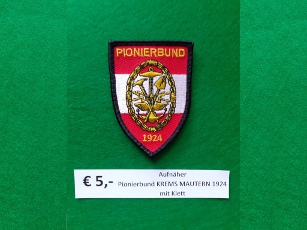 PIONIERBUND
1924
€ 5,-
Aufnäher
Pionierbund KREMS MAUTERN 1924
mit Klett